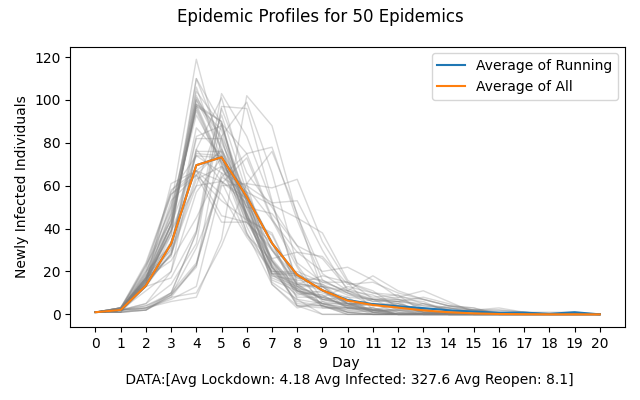 Epidemic Profiles for 50 Epidemics
Average of Running
Average of All
Newly Infected Individuals
120
100
80
60
40
20
0
0 1 2 3 4 5 6 7 8 9 10 11 12 13 14 15 16 17 18 19 20
Day
DATA:[Avg Lockdown: 4.18 Avg Infected: 327.6 Avg Reopen: 8.1]